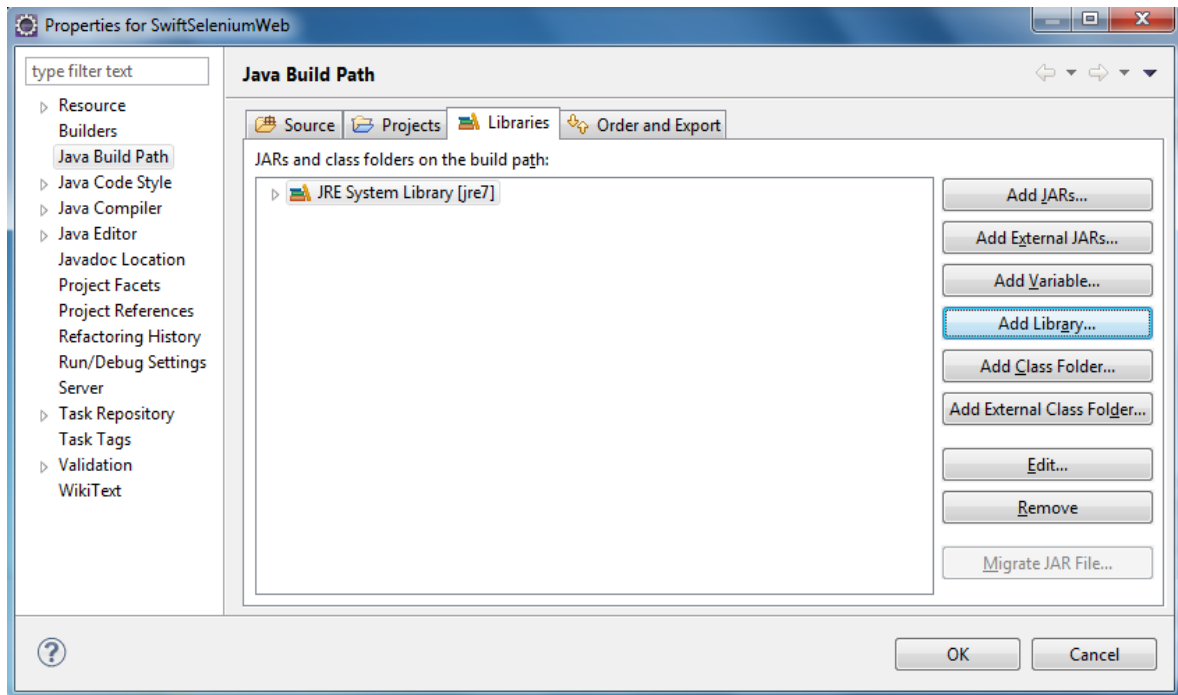 Properties for SwiftSeleniumWeb
type filter text
Resource
Builders
Java Build Path
Java Code Style
Java Compiler
Java Editor
Javadoc Location
Project Facets
Project References
Refactoring History
Run/Debug Settings
Server
Task Repository
Task Tags
Validation
WikiText
Java Build Path
Source Projects Libraries Order and Export
JARs and class folders on the build path:
JRE System Library [jre7]
Add JARs...
Add External JARs...
Add Variable...
Add Library...
Add Class Folder...
Add External Class Folder...
Edit...
Remove
Migrate JAR File...
OK Cancel